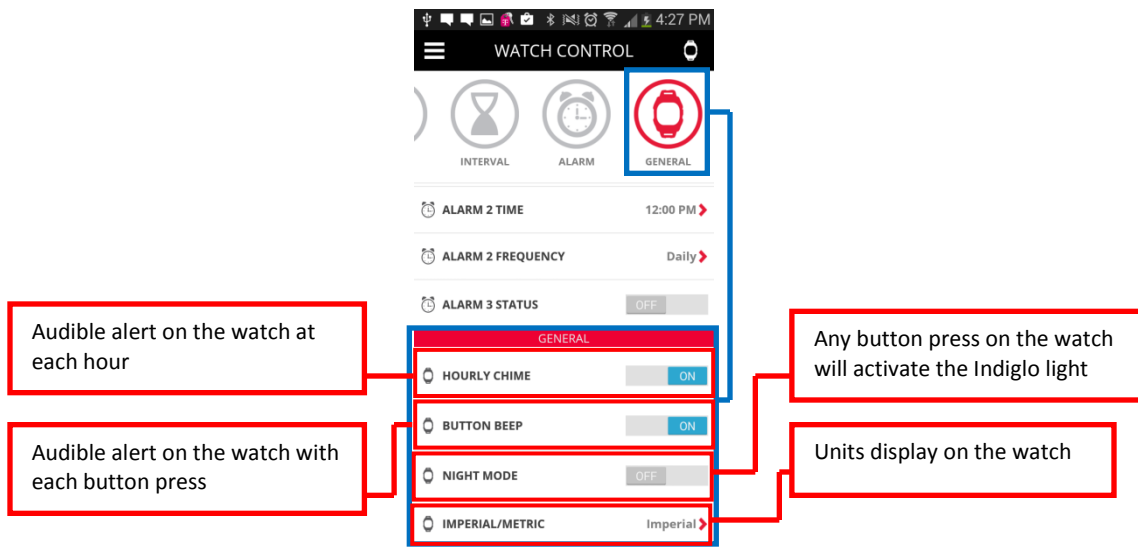 4:27 PM
WATCH CONTROL
INTERVAL
ALARM
GENERAL
ALARM 2 TIME 12:00 PM
ALARM 2 FREQUENCY Daily
ALARM 3 STATUS OFF
GENERAL
HOURLY CHIME ON
BUTTON BEEP ON
NIGHT MODE OFF
IMPERIAL/METRIC Imperial
Audible alert on the watch at
each hour
Audible alert on the watch with
each button press
Any button press on the watch
will activate the Indiglo light
Units display on the watch